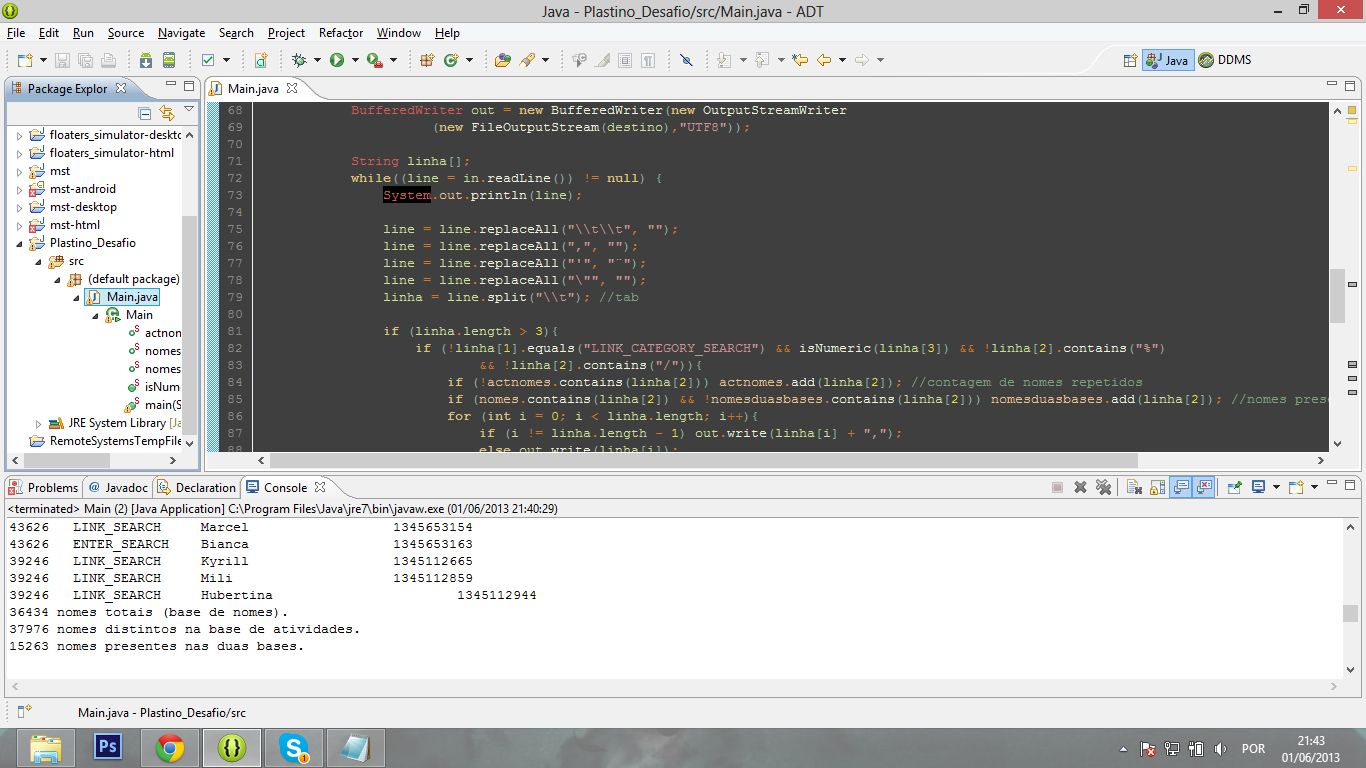 Java - Plastino_Desafio/src/Main.java - ADT
File Edit Run Source Navigate Search Project Refactor Window Help
Java DDMS
Package Explor
Main.java
floaters_simulator-deskto
floaters_simulator-html
mst
mst-android
mst-desktop
mst-html
Plastino_Desafio
src
(default package)
Main.java
Main
actnom
nomes
nomes
isNum
main(S
JRE System Library [Ja
RemoteSystemsTempFile
68 BufferedWriter out = new BufferedWriter(new OutputStreamWriter
69 (new FileOutputStream(destino),"UTF8"));
70
71 String linha[];
72 while((line = in.readLine()) != null) {
73 System.out.println(line);
74
75 line = line.replaceAll("\\t\\t", "");
76 line = line.replaceAll(",", "");
77 line = line.replaceAll("'", "¨");
78 line = line.replaceAll("\"", "");
79 linha = line.split("\\t"); //tab
80
81 if (linha.length > 3){
82 if (!linha[1].equals("LINK_CATEGORY_SEARCH") && isNumeric(linha[3]) && !linha[2].contains("%")
83 && !linha[2].contains("/")){
84 if (!actnomes.contains(linha[2])) actnomes.add(linha[2]); //contagem de nomes repetidos
85 if (nomes.contains(linha[2]) && !nomesduasbases.contains(linha[2])) nomesduasbases.add(linha[2]); //nomes prese
86 for (int i = 0; i < linha.length; i++){
87 if (i != linha.length - 1) out.write(linha[i] + ",");
88 else out.write(linha[i]);
Problems @ Javadoc Declaration Console
<terminated> Main (2) [Java Application] C:\Program Files\Java\jre7\bin\javaw.exe (01/06/2013 21:40:29)
43626 LINK_SEARCH Marcel 1345653154
43626 ENTER_SEARCH Bianca 1345653163
39246 LINK_SEARCH Kyrill 1345112665
39246 LINK_SEARCH Mili 1345112859
39246 LINK_SEARCH Hubertina 1345112944
36434 nomes totais (base de nomes).
37976 nomes distintos na base de atividades.
15263 nomes presentes nas duas bases.
Main.java - Plastino_Desafio/src
Ps
1
POR
21:43
01/06/2013